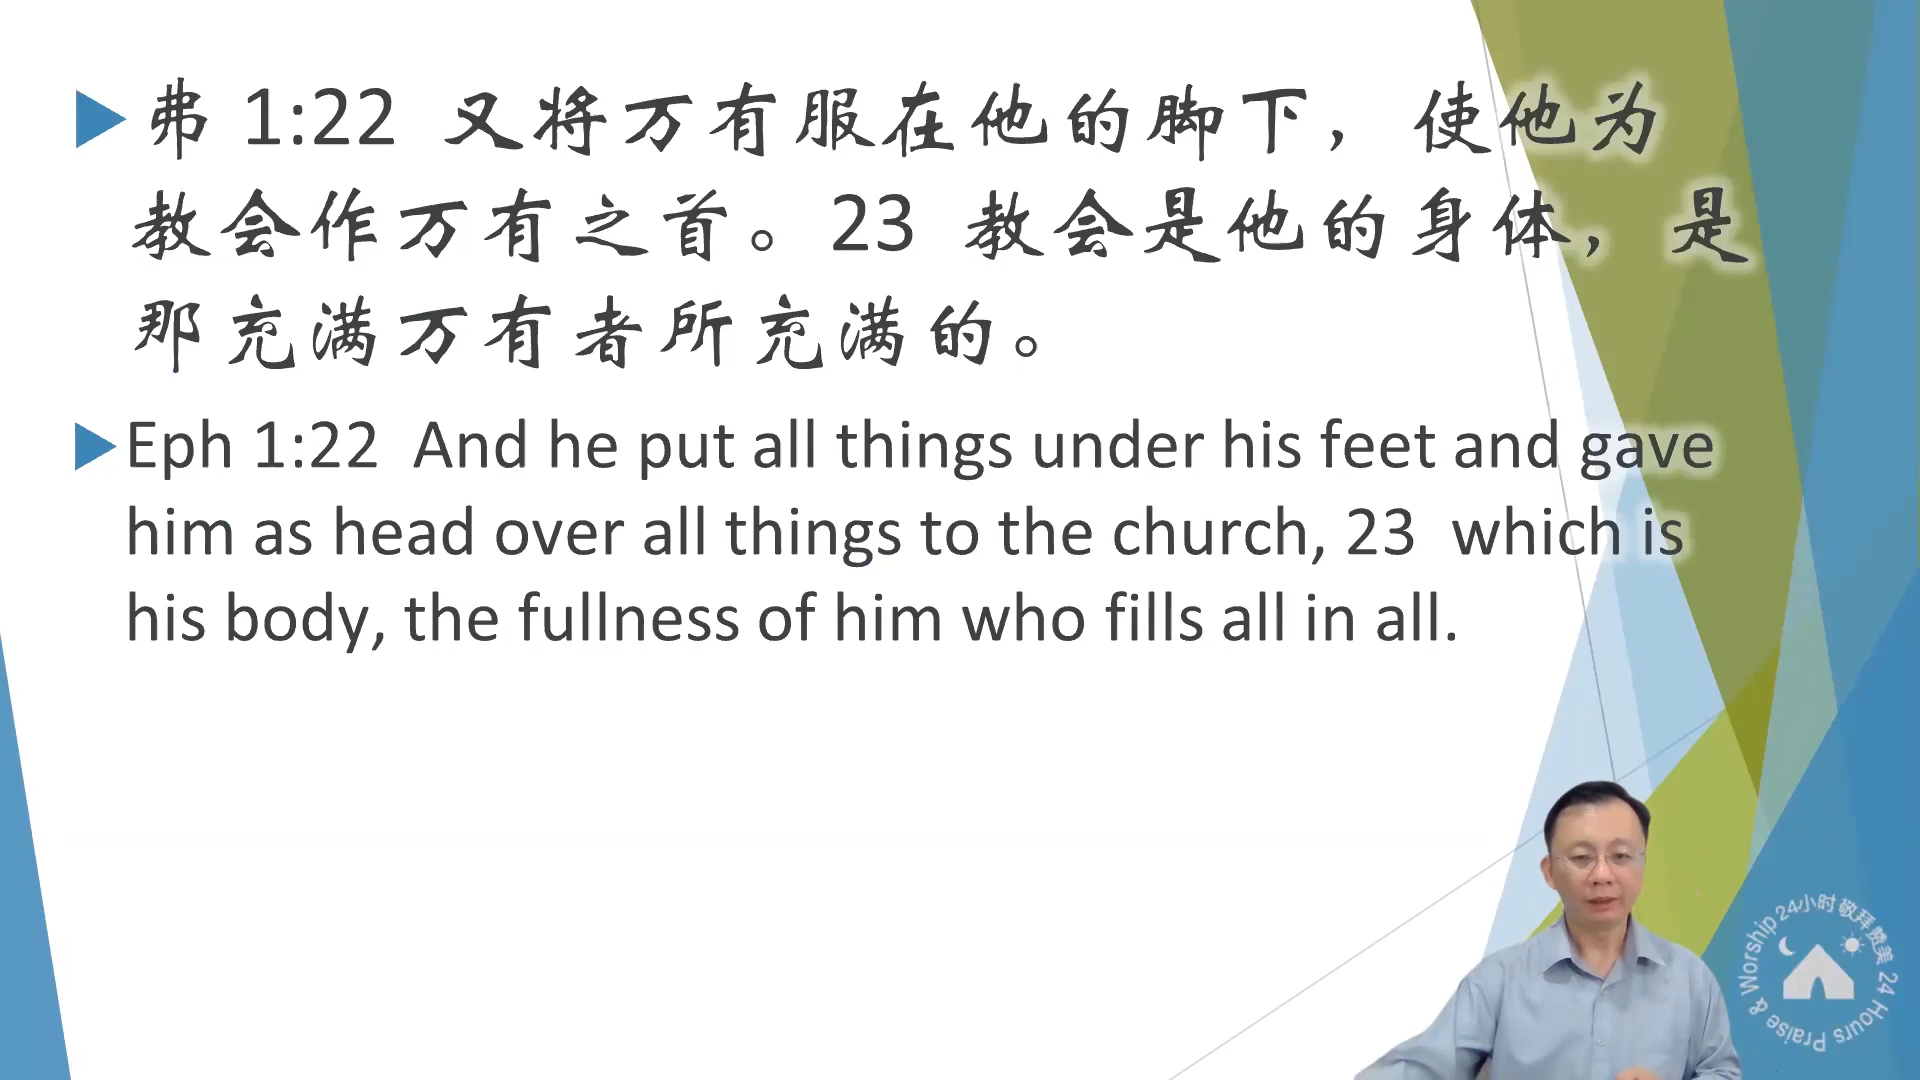 弗 1:22 又将万有服在他的脚下，使他为
教会作万有之首。23 教会是他的身体，是
那充满万有者所充满的。
Eph 1:22 And he put all things under his feet and gave
him as head over all things to the church, 23 which is
his body, the fullness of him who fills all in all.
24小时敬拜赞美 24 Hours Praise & Worship